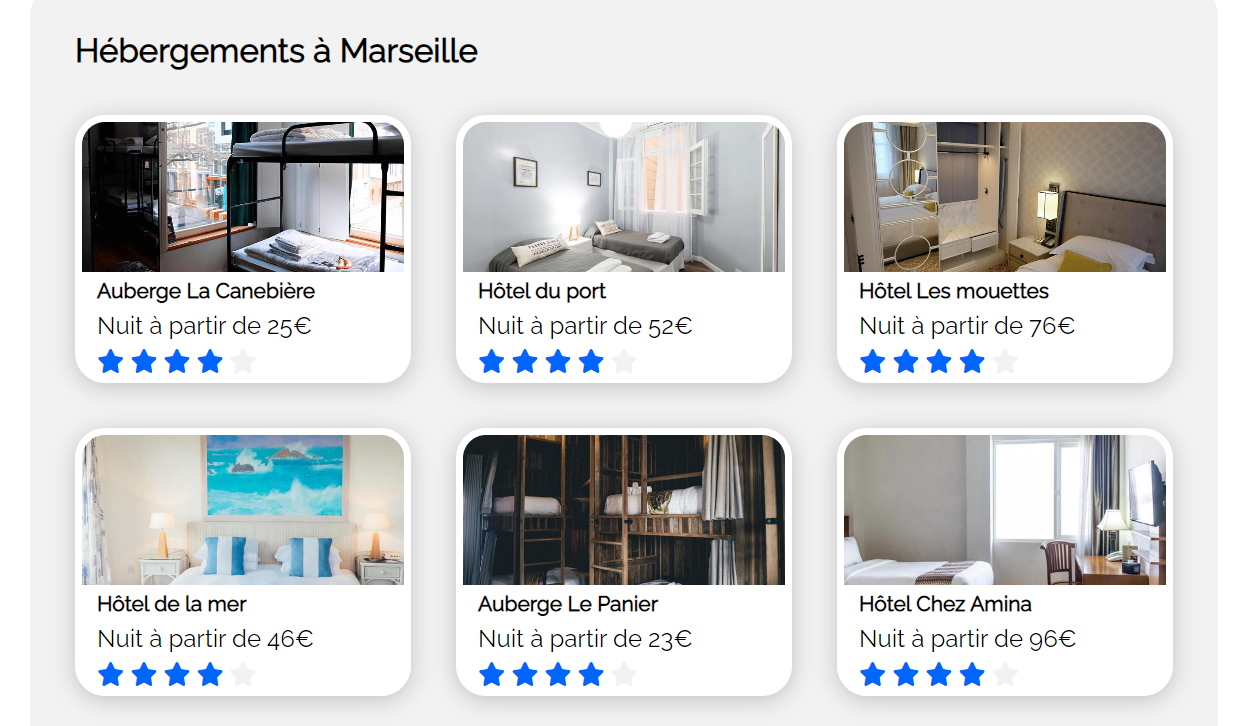 Hébergements à Marseille
Auberge La Canebière
Nuit à partir de 25€
Hôtel du port
Nuit à partir de 52€
Hôtel Les mouettes
Nuit à partir de 76€
Hôtel de la mer
Nuit à partir de 46€
Auberge Le Panier
Nuit à partir de 23€
Hôtel Chez Amina
Nuit à partir de 96€